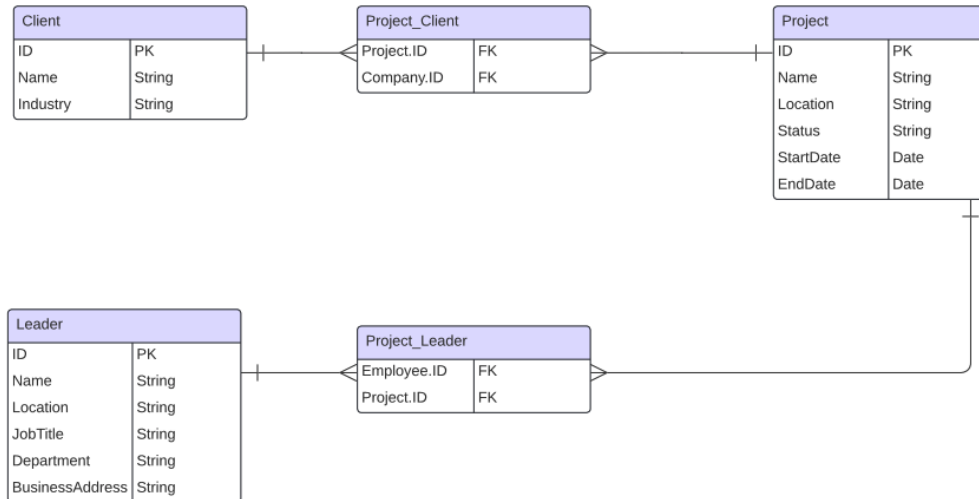 Client
ID PK
Name String
Industry String
Project_Client
Project.ID FK
Company.ID FK
Project
ID PK
Name String
Location String
Status String
StartDate Date
EndDate Date
Leader
ID PK
Name String
Location String
JobTitle String
Department String
BusinessAddress String
Project_Leader
Employee.ID FK
Project.ID FK